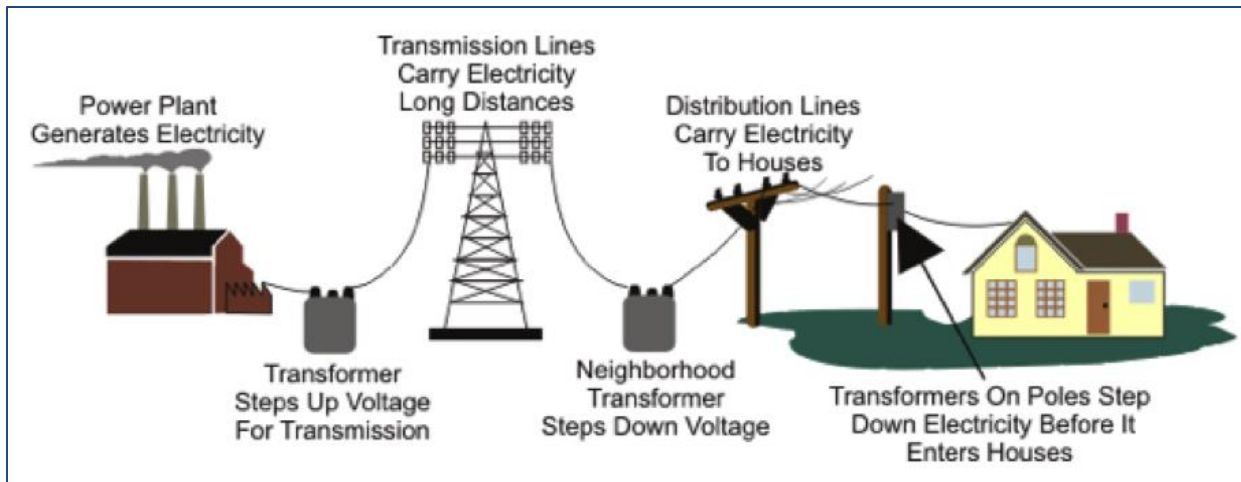 Power Plant
Generates Electricity
Transmission Lines
Carry Electricity
Long Distances
Distribution Lines
Carry Electricity
To Houses
Transformer
Steps Up Voltage
For Transmission
Neighborhood
Transformer
Steps Down Voltage
Transformers On Poles Step
Down Electricity Before It
Enters Houses